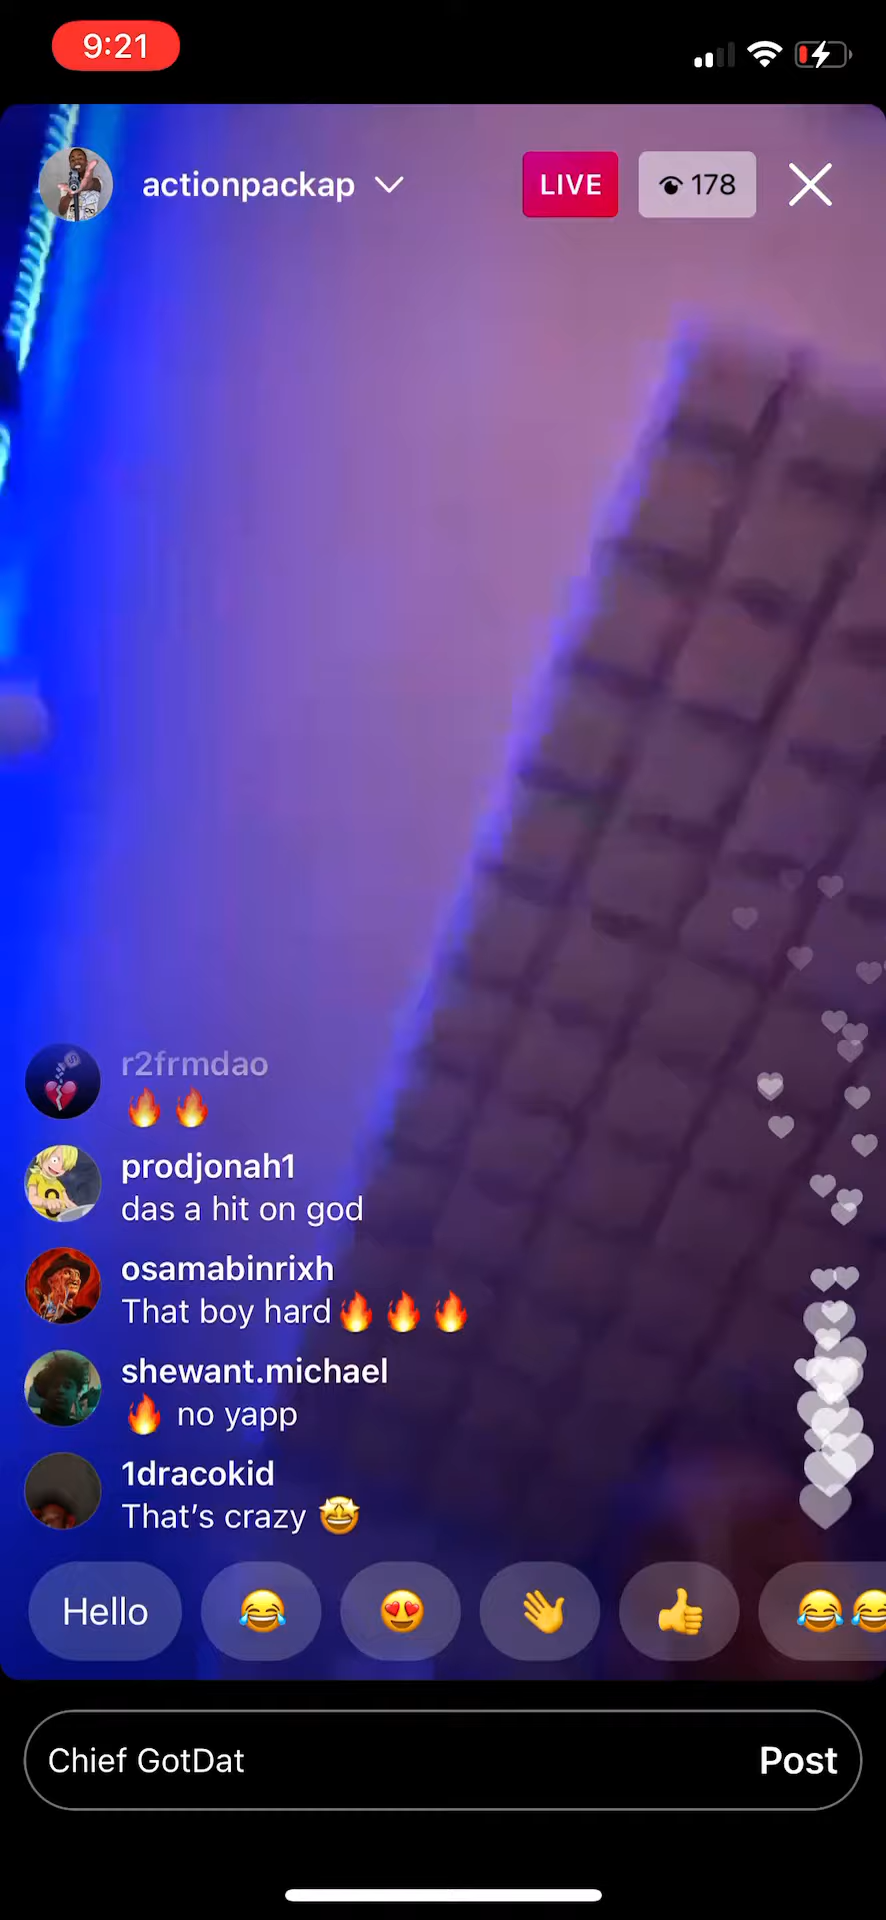 9:21
actionpackap
LIVE
178
r2frmdao
🔥 🔥
prodjonah1
das a hit on god
osamabinrixh
That boy hard 🔥 🔥 🔥
shewant.michael
🔥 no yapp
1dracokid
That’s crazy 🤩
Hello 😂 😍 👋 👍 😂 😂
Chief GotDat
Post